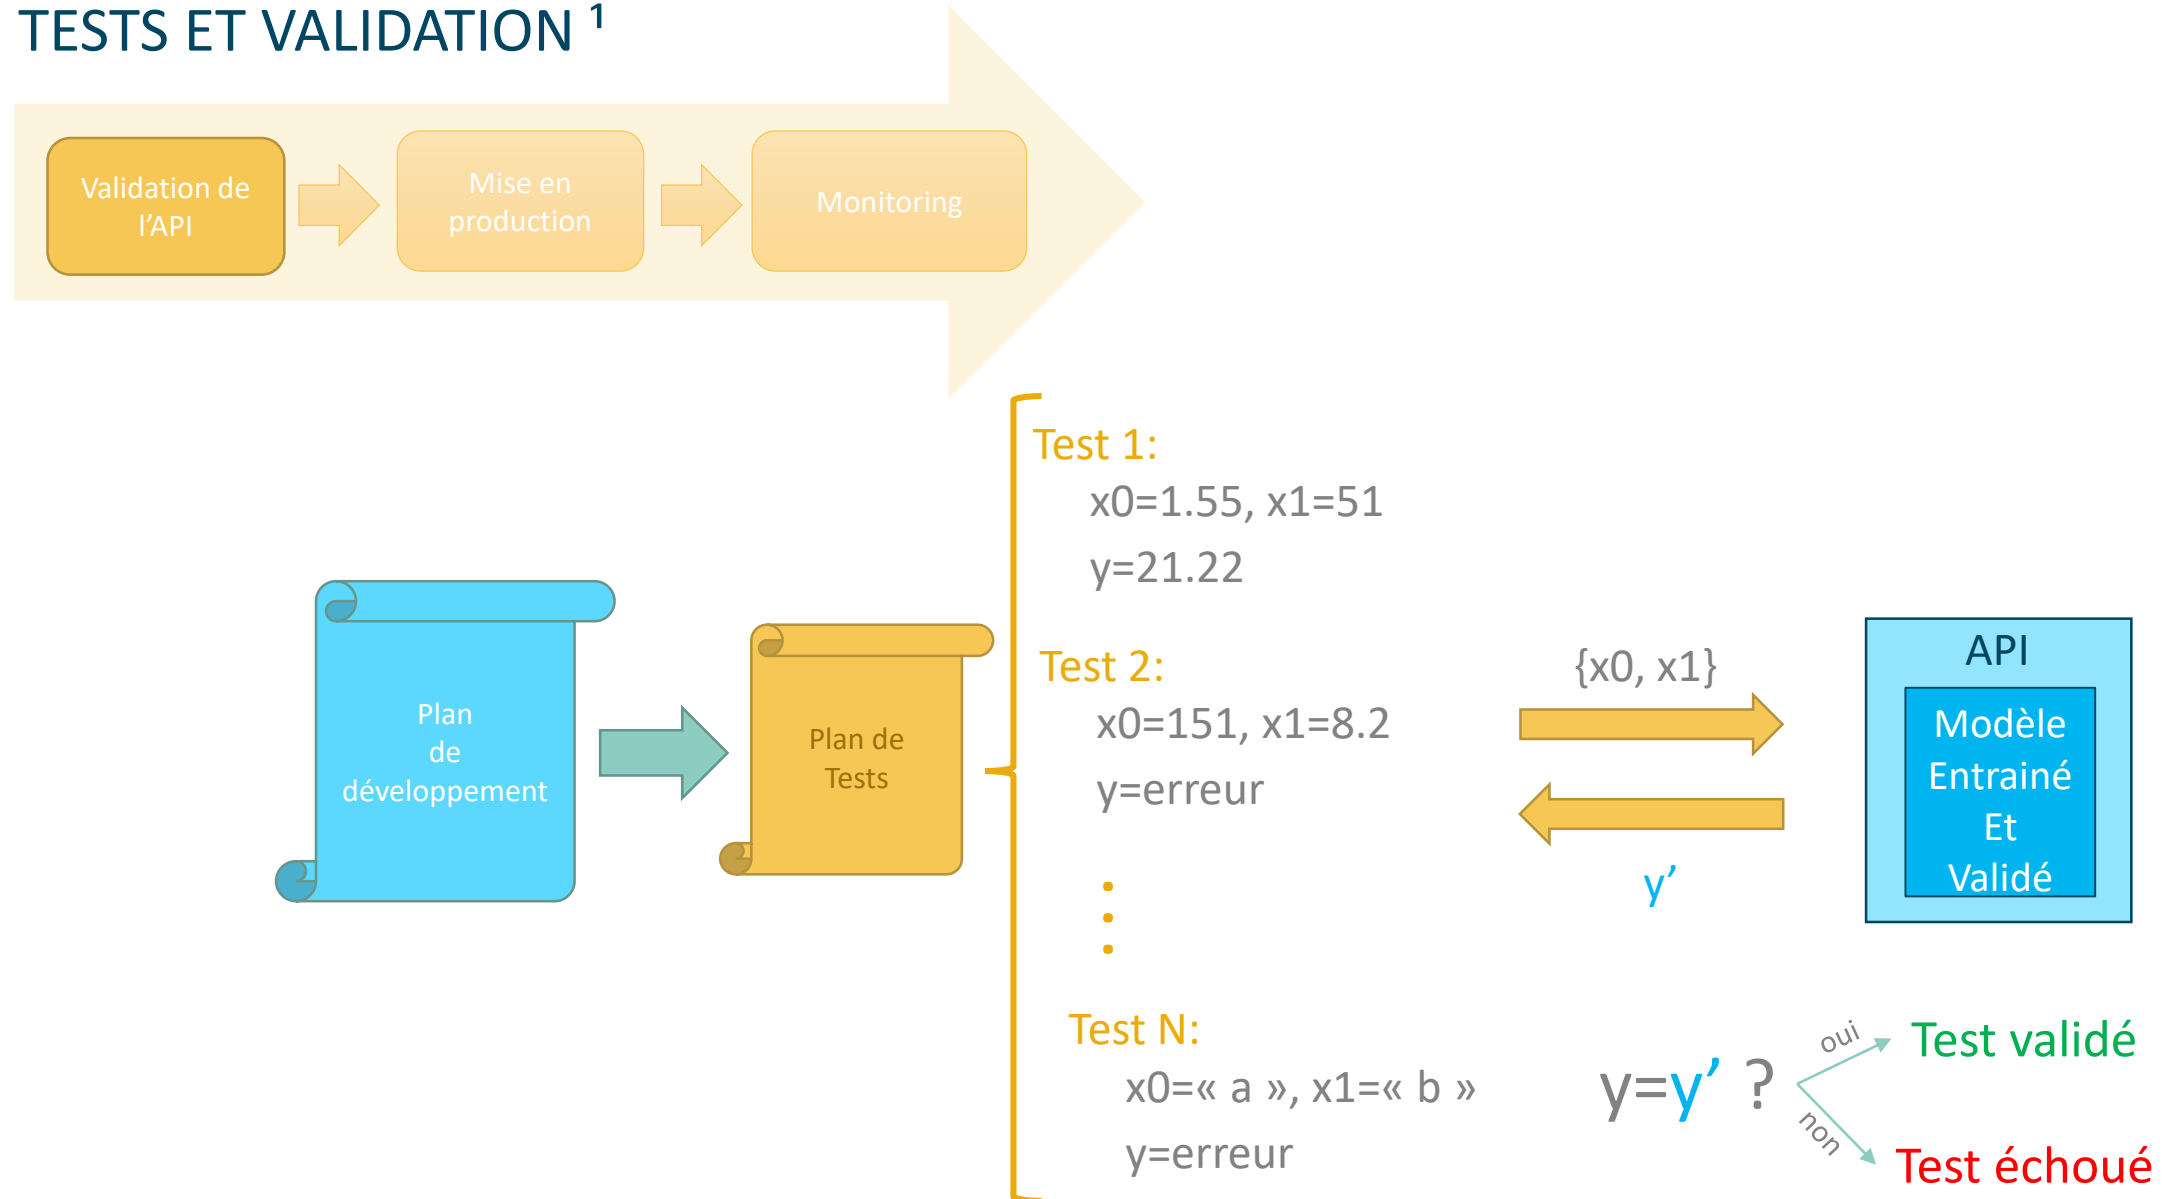 TESTS ET VALIDATION ¹
Validation de
l’API
Mise en
production
Monitoring
Plan
de
développement
Plan de
Tests
Test 1:
x0=1.55, x1=51
y=21.22
Test 2:
x0=151, x1=8.2
y=erreur
Test N:
x0=« a », x1=« b »
y=erreur
{x0, x1}
y’
API
Modèle
Entrainé
Et
Validé
y=y’ ?
oui
non
Test validé
Test échoué